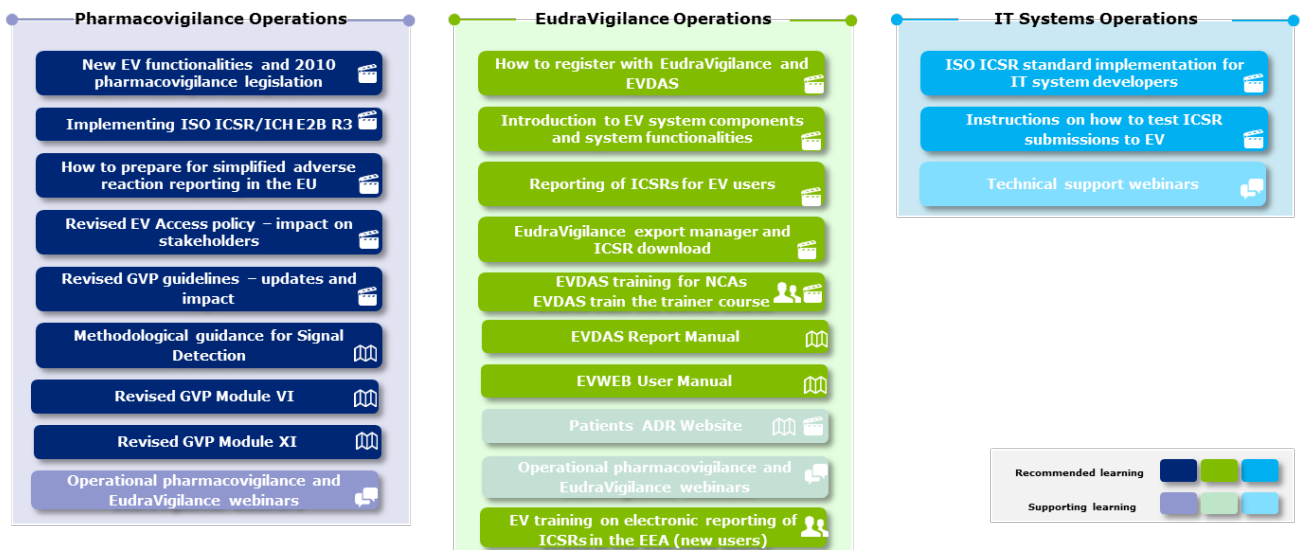 Pharmacovigilance Operations
New EV functionalities and 2010
pharmacovigilance legislation
Implementing ISO ICSR/ICH E2B R3
How to prepare for simplified adverse
reaction reporting in the EU
Revised EV Access policy – impact on
stakeholders
Revised GVP guidelines – updates and
impact
Methodological guidance for Signal
Detection
Revised GVP Module VI
Revised GVP Module XI
Operational pharmacovigilance and
EudraVigilance webinars
EudraVigilance Operations
How to register with EudraVigilance and
EVDAS
Introduction to EV system components
and system functionalities
Reporting of ICSRs for EV users
EudraVigilance export manager and
ICSR download
EVDAS training for NCAs
EVDAS train the trainer course
EVDAS Report Manual
EVWEB User Manual
Patients ADR Website
Operational pharmacovigilance and
EudraVigilance webinars
EV training on electronic reporting of
ICSRs in the EEA (new users)
IT Systems Operations
ISO ICSR standard implementation for
IT system developers
Instructions on how to test ICSR
submissions to EV
Technical support webinars
Recommended learning
Supporting learning